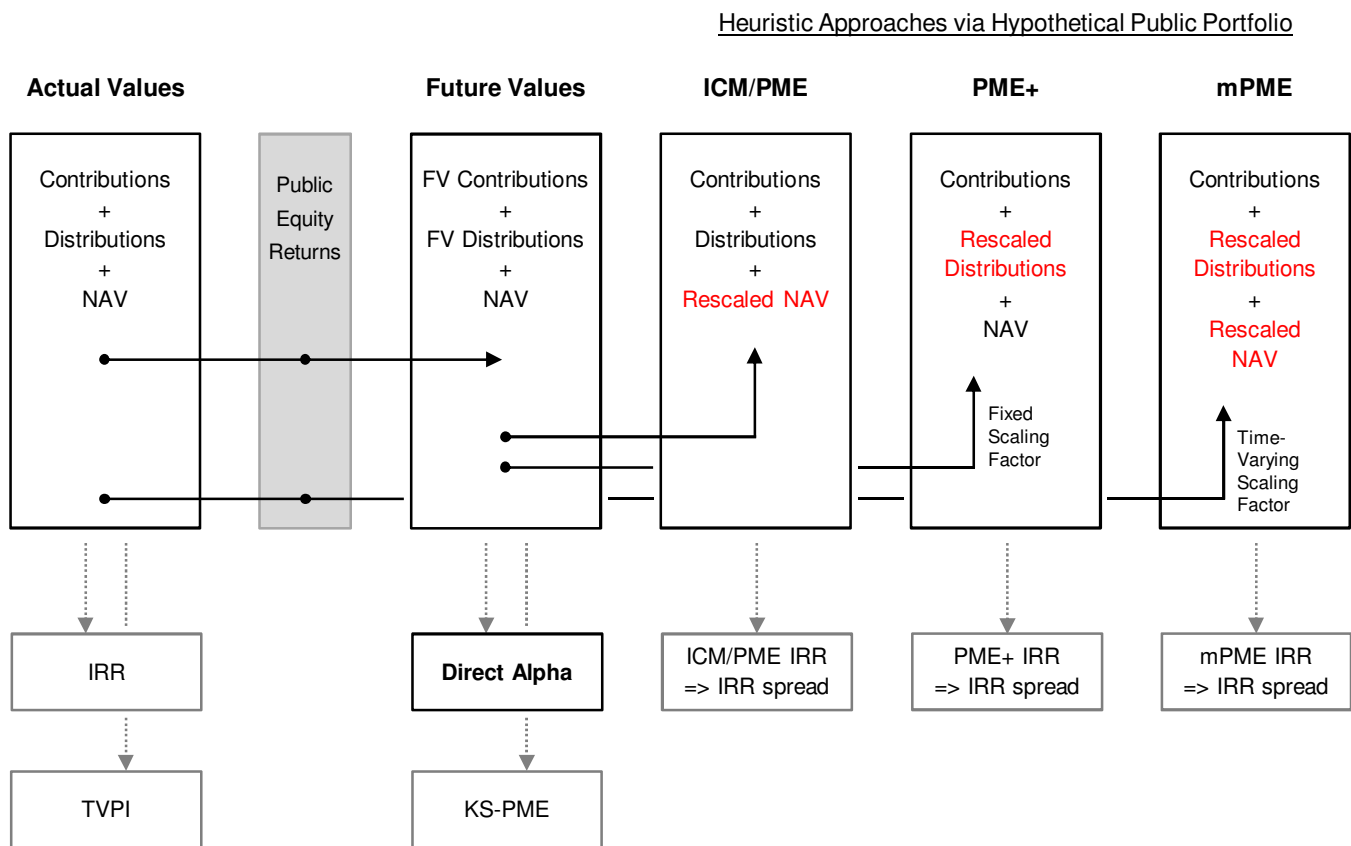 Heuristic Approaches via Hypothetical Public Portfolio
Actual Values
Future Values
ICM/PME
PME+
mPME
Contributions
+
Distributions
+
NAV
Public
Equity
Returns
FV Contributions
+
FV Distributions
+
NAV
Contributions
+
Distributions
+
Rescaled NAV
Contributions
+
Rescaled
Distributions
+
NAV
Fixed
Scaling
Factor
Contributions
+
Rescaled
Distributions
+
Rescaled
NAV
Time-
Varying
Scaling
Factor
IRR
Direct Alpha
ICM/PME IRR
=> IRR spread
PME+ IRR
=> IRR spread
mPME IRR
=> IRR spread
TVPI
KS-PME